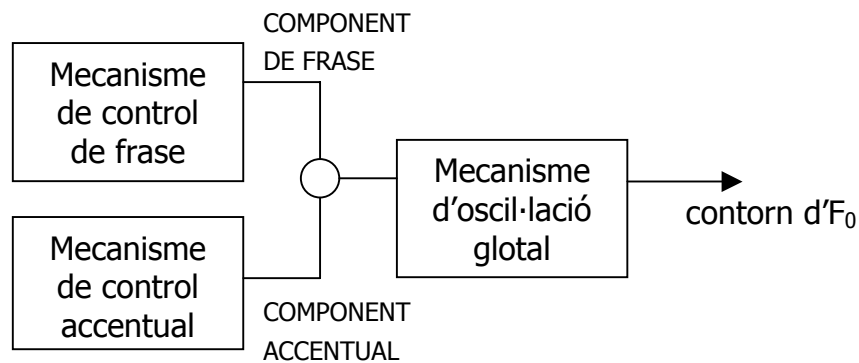 COMPONENT
DE FRASE
Mecanisme
de control
de frase
Mecanisme
d'oscil·lació
glotal
contorn d'F₀
Mecanisme
de control
accentual
COMPONENT
ACCENTUAL